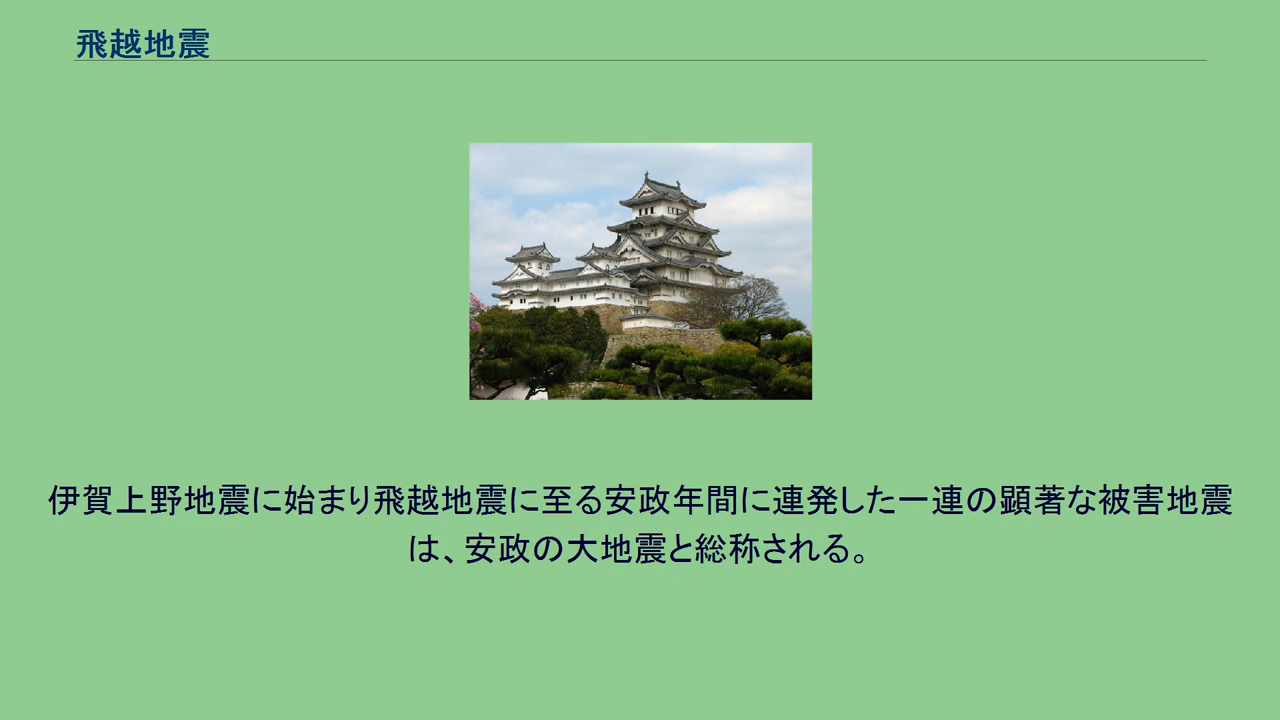 飛越地震
伊賀上野地震に始まり飛越地震に至る安政年間に連発した一連の顕著な被害地震
は、安政の大地震と総称される。